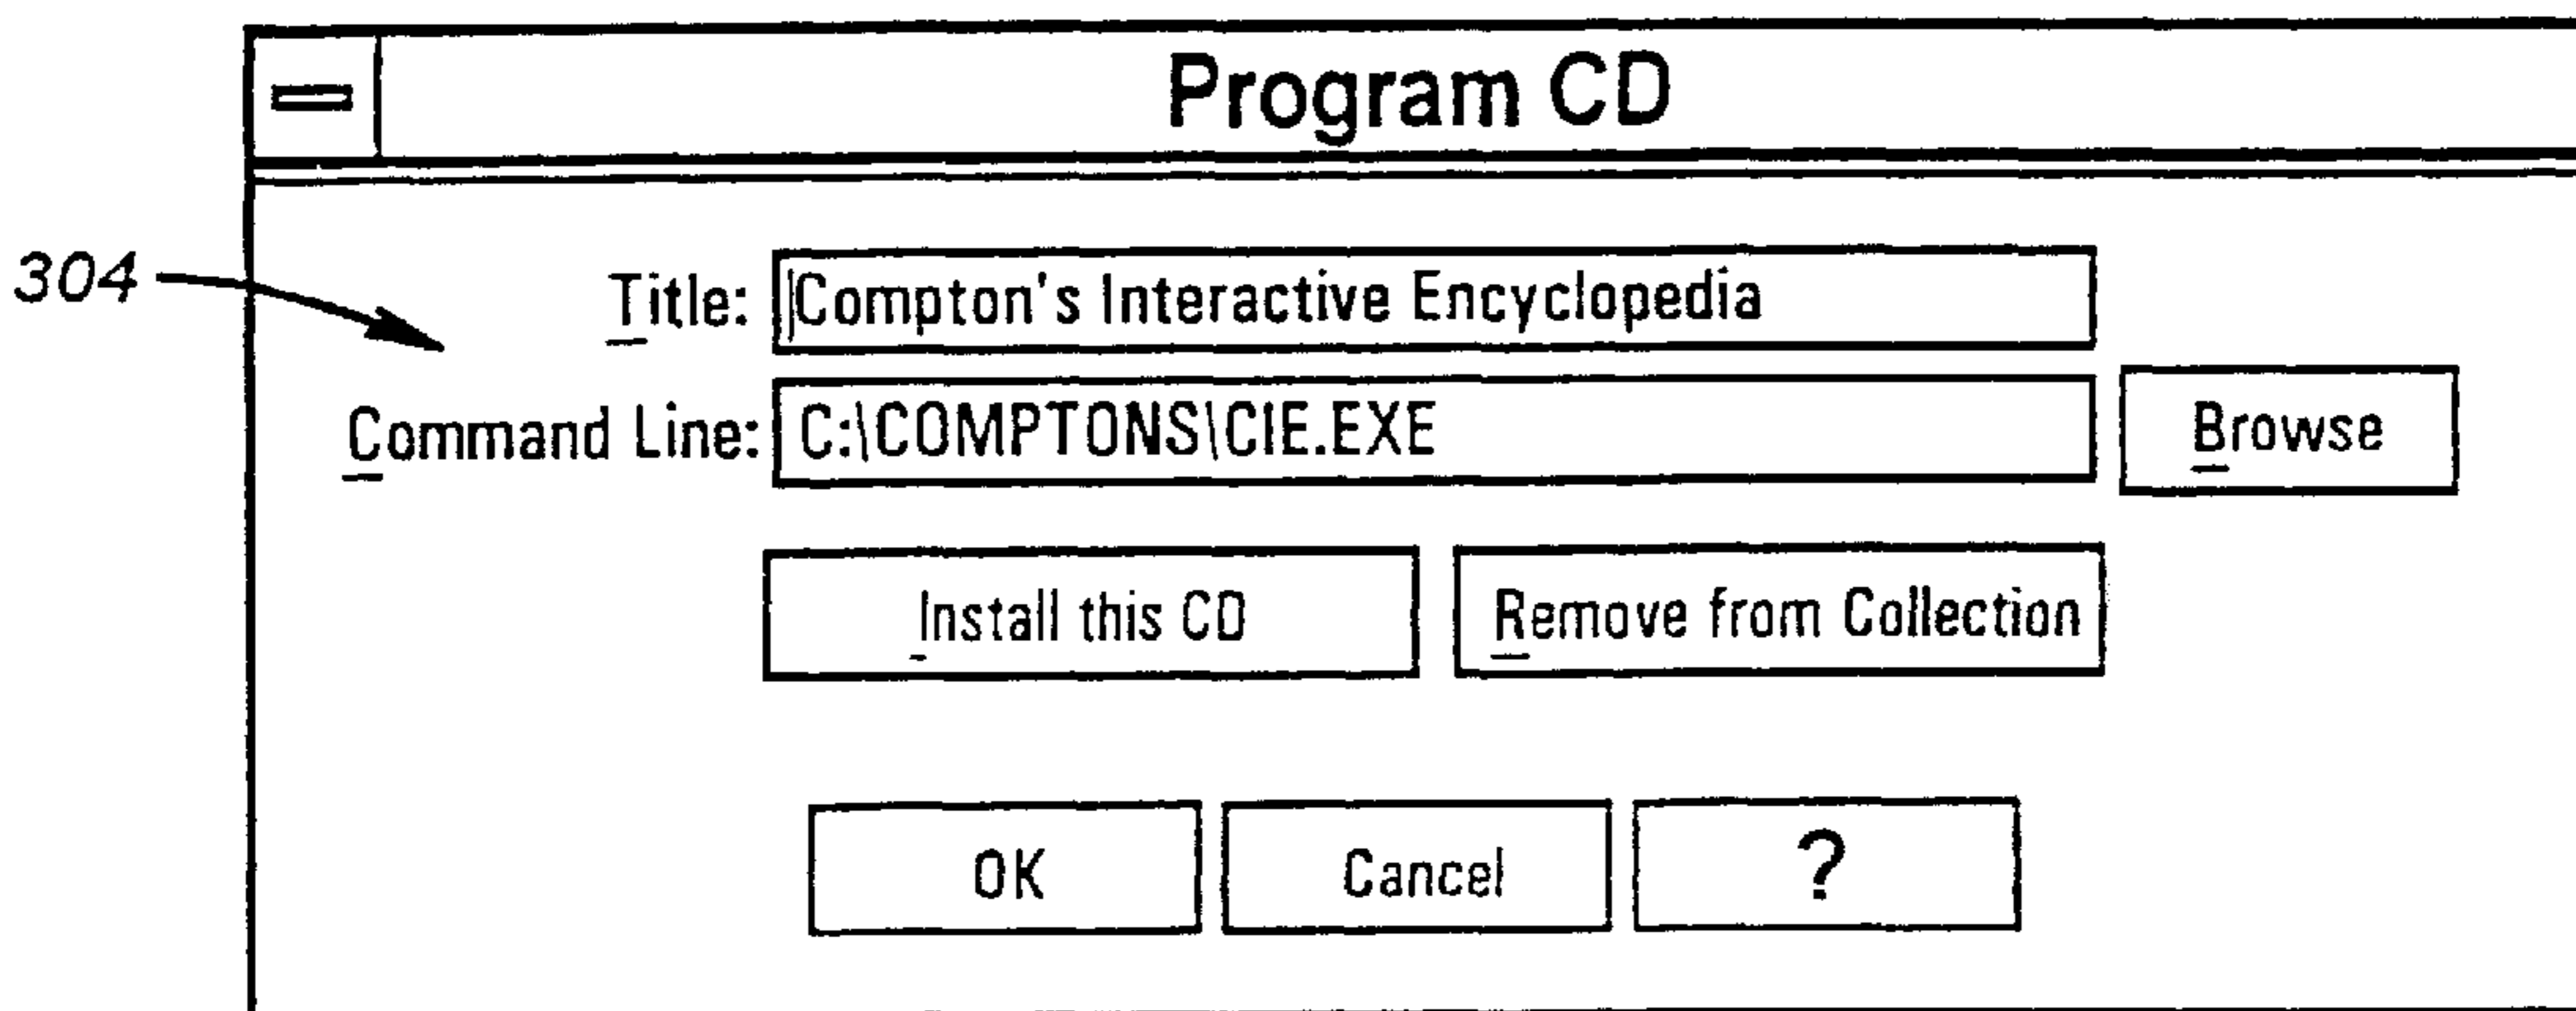 Program CD
304
Title: Compton's Interactive Encyclopedia
Command Line: C:\COMPTONS\CIE.EXE Browse
Install this CD Remove from Collection
OK Cancel ?